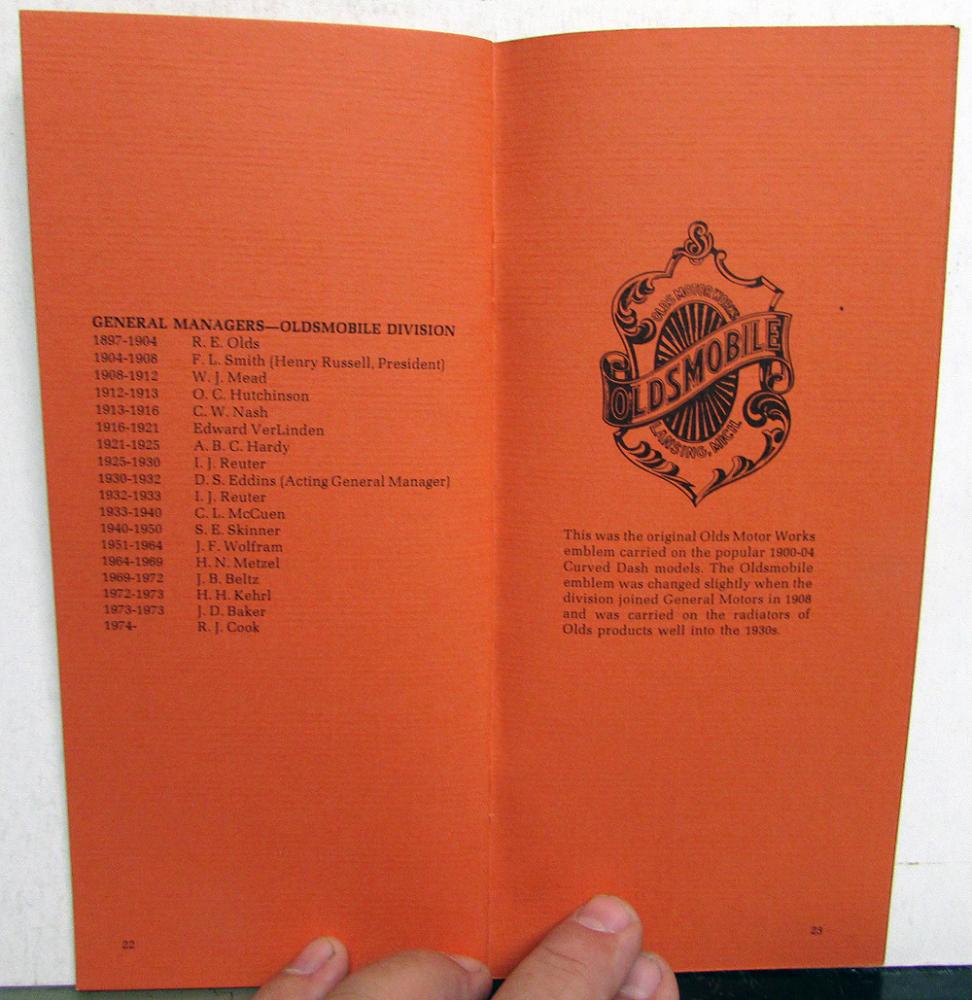 GENERAL MANAGERS—OLDSMOBILE DIVISION
1897-1904 R. E. Olds
1904-1908 F. L. Smith (Henry Russell, President)
1908-1912 W. J. Mead
1912-1913 O. C. Hutchinson
1913-1916 C. W. Nash
1916-1921 Edward VerLinden
1921-1925 A. B. C. Hardy
1925-1930 I. J. Reuter
1930-1932 D. S. Eddins (Acting General Manager)
1932-1933 I. J. Reuter
1933-1940 C. L. McCuen
1940-1950 S. E. Skinner
1951-1964 J. F. Wolfram
1964-1969 H. N. Metzel
1969-1972 J. B. Beltz
1972-1973 H. H. Kehrl
1973-1973 J. D. Baker
1974- R. J. Cook
22
OLDS MOTOR WORKS
OLDSMOBILE
LANSING, MICH.
This was the original Olds Motor Works
emblem carried on the popular 1900-04
Curved Dash models. The Oldsmobile
emblem was changed slightly when the
division joined General Motors in 1908
and was carried on the radiators of
Olds products well into the 1930s.
23